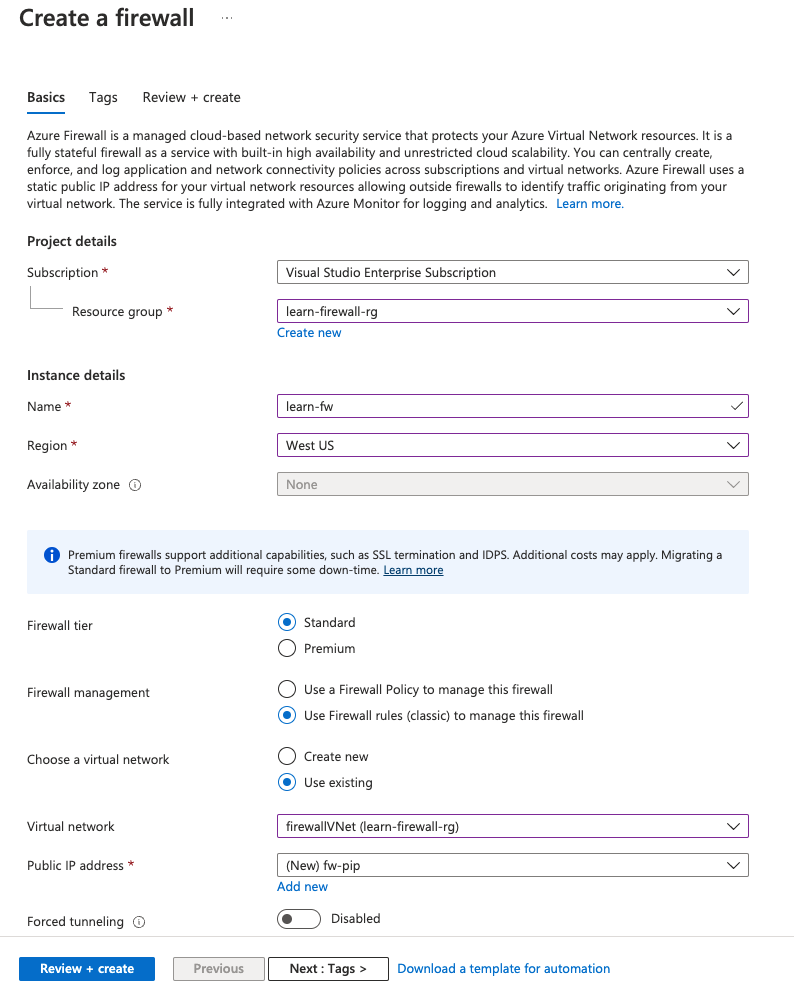 Create a firewall ...
Basics Tags Review + create
Azure Firewall is a managed cloud-based network security service that protects your Azure Virtual Network resources. It is a
fully stateful firewall as a service with built-in high availability and unrestricted cloud scalability. You can centrally create,
enforce, and log application and network connectivity policies across subscriptions and virtual networks. Azure Firewall uses a
static public IP address for your virtual network resources allowing outside firewalls to identify traffic originating from your
virtual network. The service is fully integrated with Azure Monitor for logging and analytics. Learn more.
Project details
Subscription * Visual Studio Enterprise Subscription
Resource group * learn-firewall-rg
Create new
Instance details
Name * learn-fw
Region * West US
Availability zone None
Premium firewalls support additional capabilities, such as SSL termination and IDPS. Additional costs may apply. Migrating a
Standard firewall to Premium will require some down-time. Learn more
Firewall tier Standard
Premium
Firewall management Use a Firewall Policy to manage this firewall
Use Firewall rules (classic) to manage this firewall
Choose a virtual network Create new
Use existing
Virtual network firewallVNet (learn-firewall-rg)
Public IP address * (New) fw-pip
Add new
Forced tunneling Disabled
Review + create Previous Next : Tags > Download a template for automation